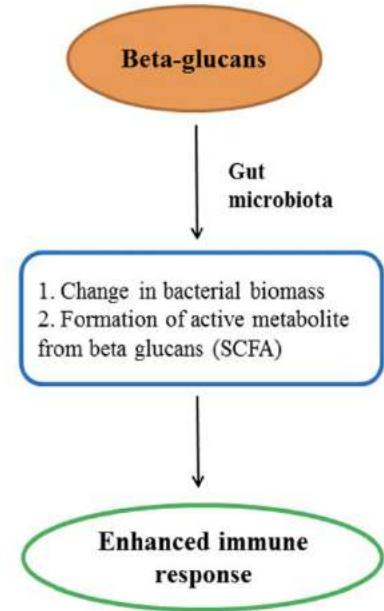 Beta-glucans
Gut
microbiota
1. Change in bacterial biomass
2. Formation of active metabolite
from beta glucans (SCFA)
Enhanced immune
response